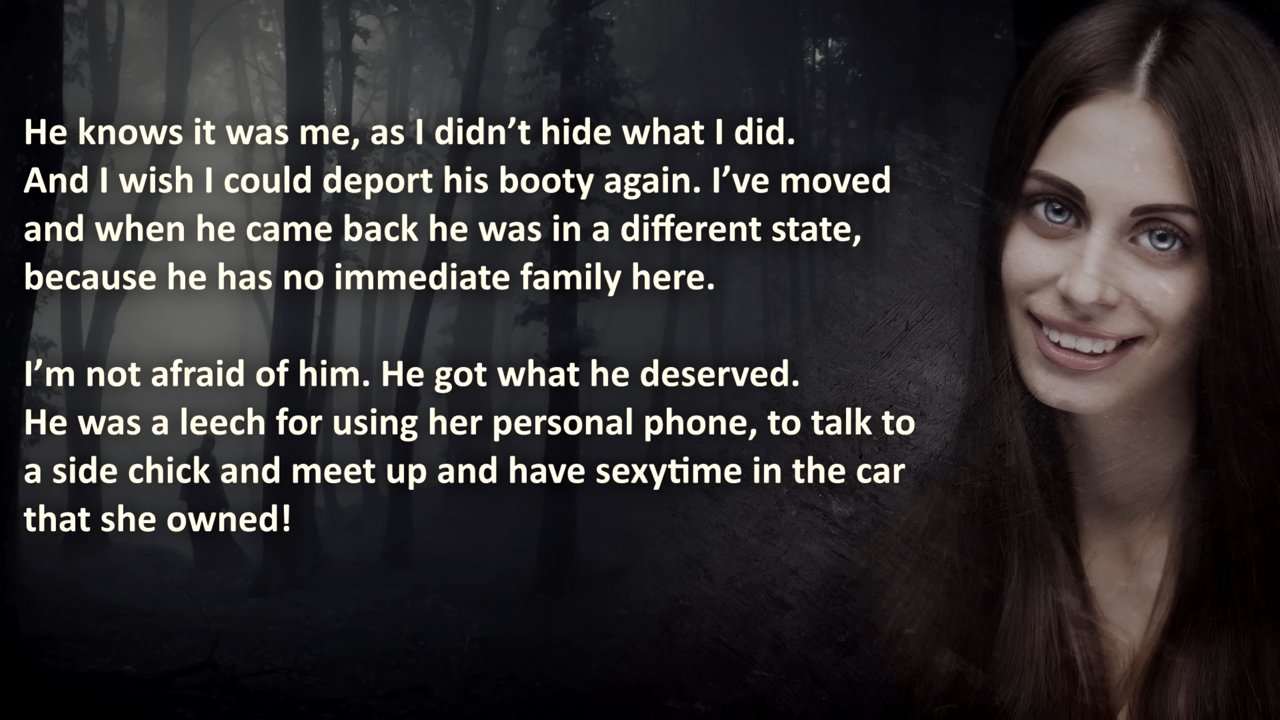 He knows it was me, as I didn’t hide what I did.
And I wish I could deport his booty again. I’ve moved
and when he came back he was in a different state,
because he has no immediate family here.
I’m not afraid of him. He got what he deserved.
He was a leech for using her personal phone, to talk to
a side chick and meet up and have sexytime in the car
that she owned!